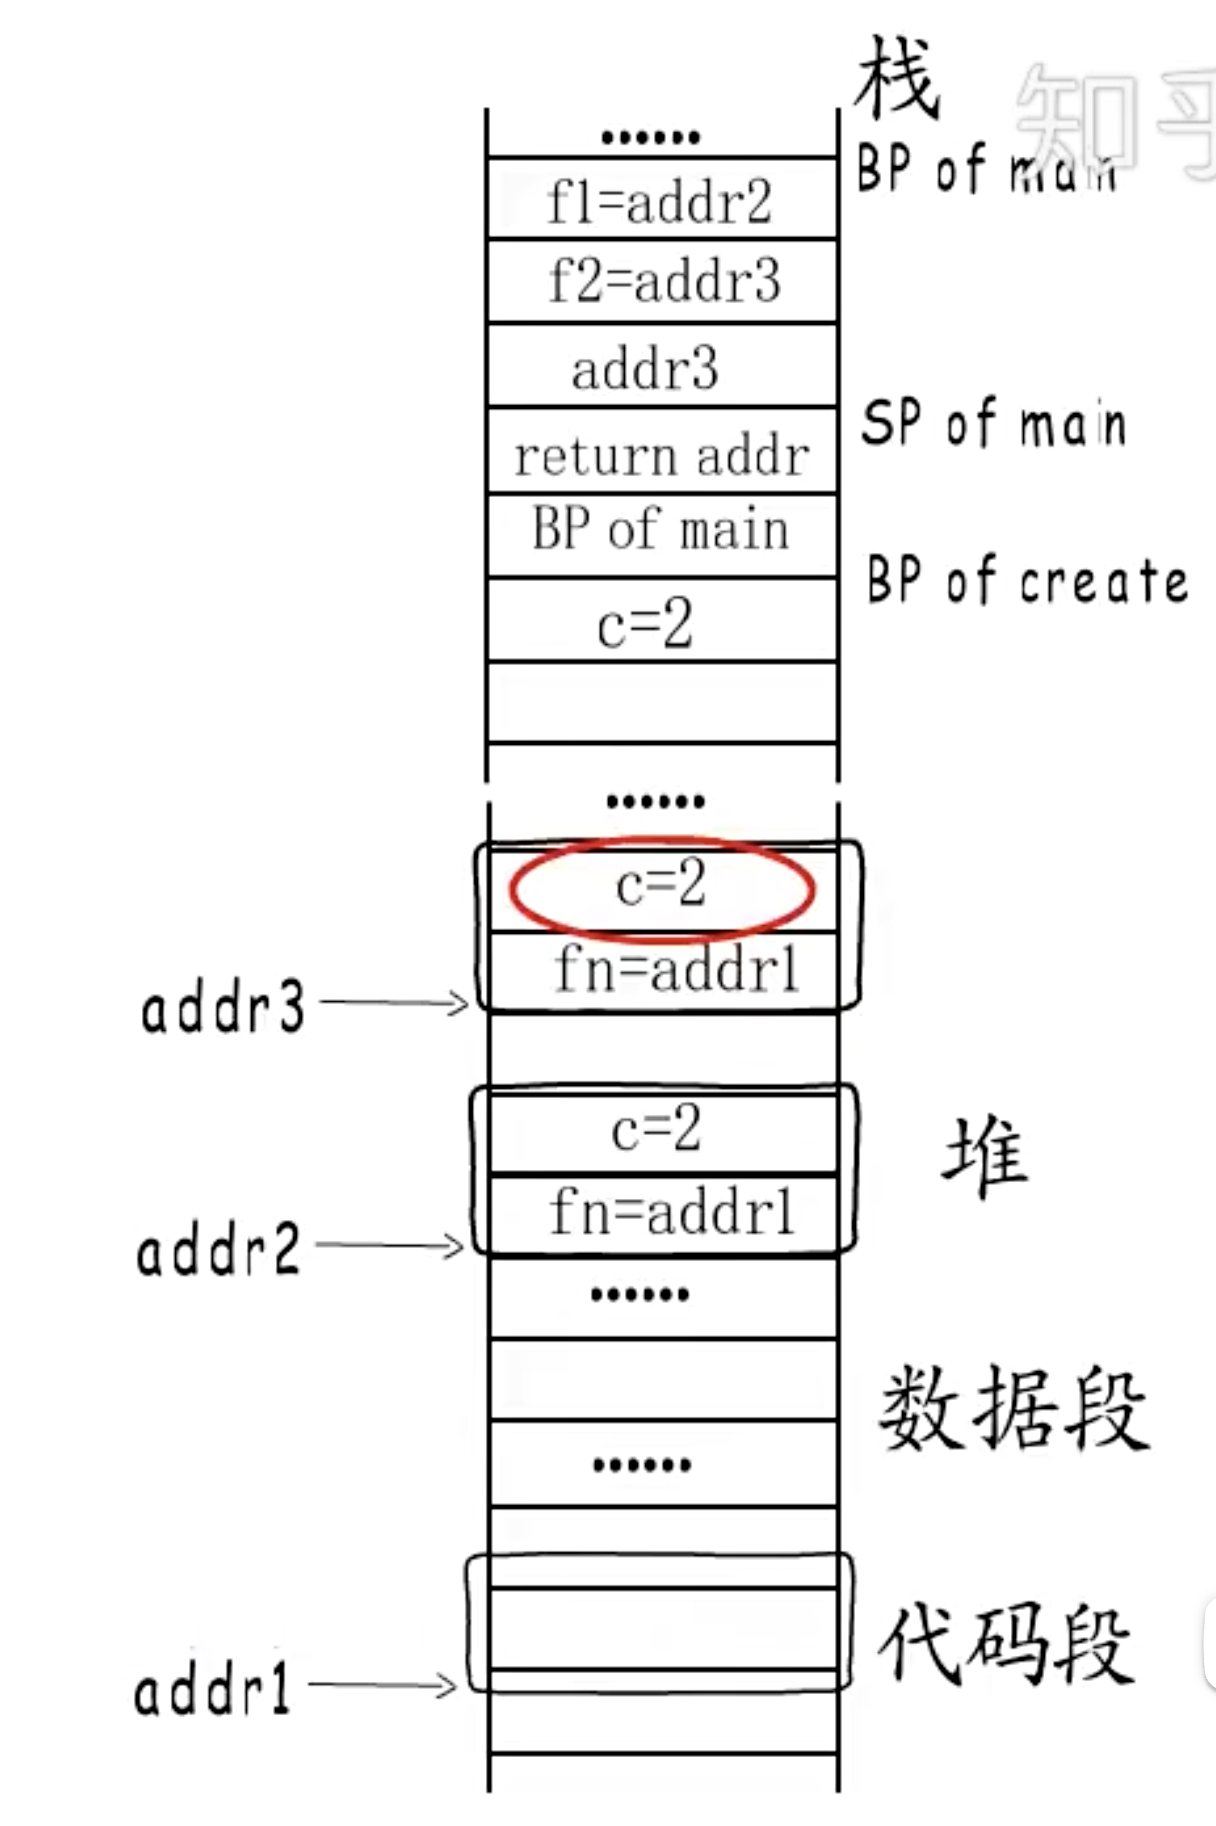 栈
知乎
......
BP of main
f1=addr2
f2=addr3
addr3
SP of main
return addr
BP of main
BP of create
c=2
......
c=2
fn=addr1
addr3
c=2
堆
fn=addr1
addr2
......
数据段
......
代码段
addr1